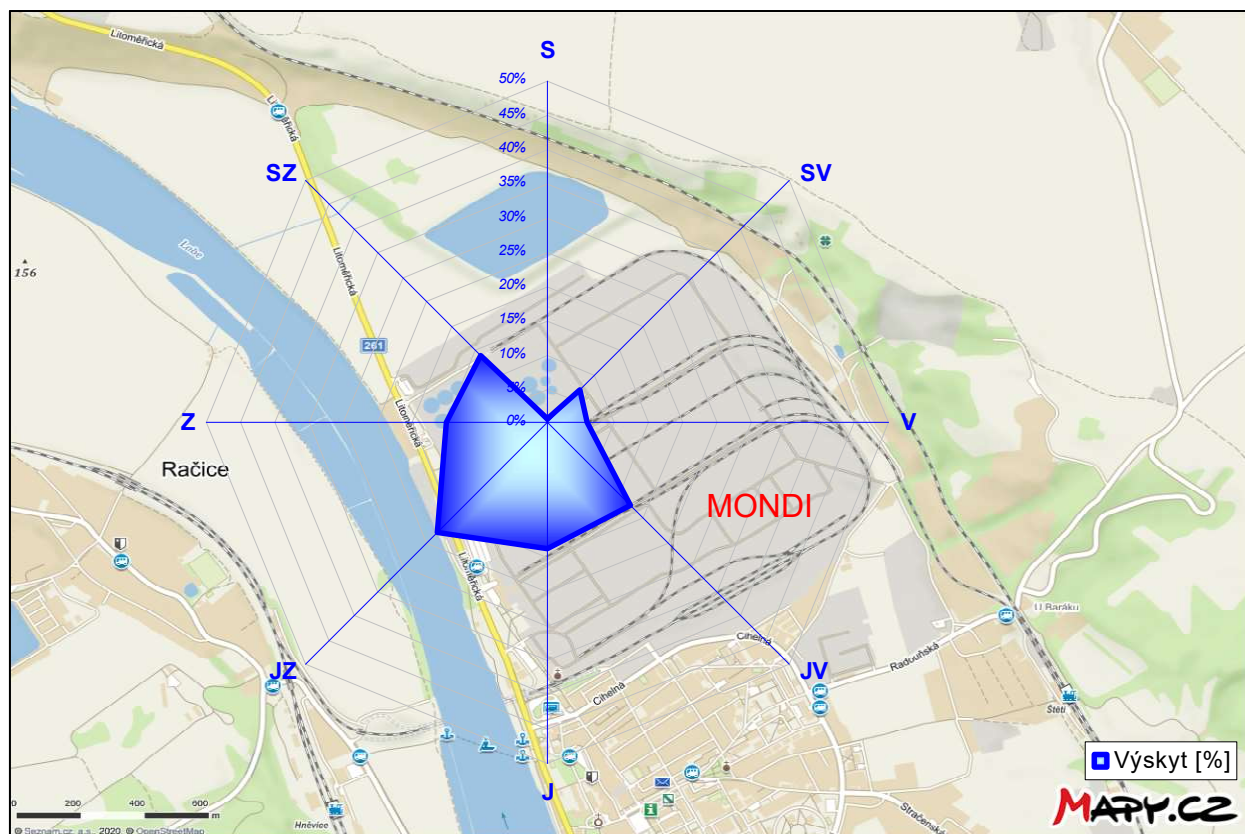 Litoměřická
S
50%
45%
40%
35%
30%
25%
20%
15%
10%
5%
0%
SZ
SV
Litoměřická
Labe
Litoměřická
156
261
Litoměřická
Z
V
Račice
MONDI
Litoměřická
Cihelná
Cihelná
U Baráku
Radouňská
JZ
JV
Štětí
J
Výskyt [%]
0 200 400 600 m
Hněvice
Stračenská
MAPY.CZ
© Seznam.cz, a.s., 2020, © OpenStreetMap